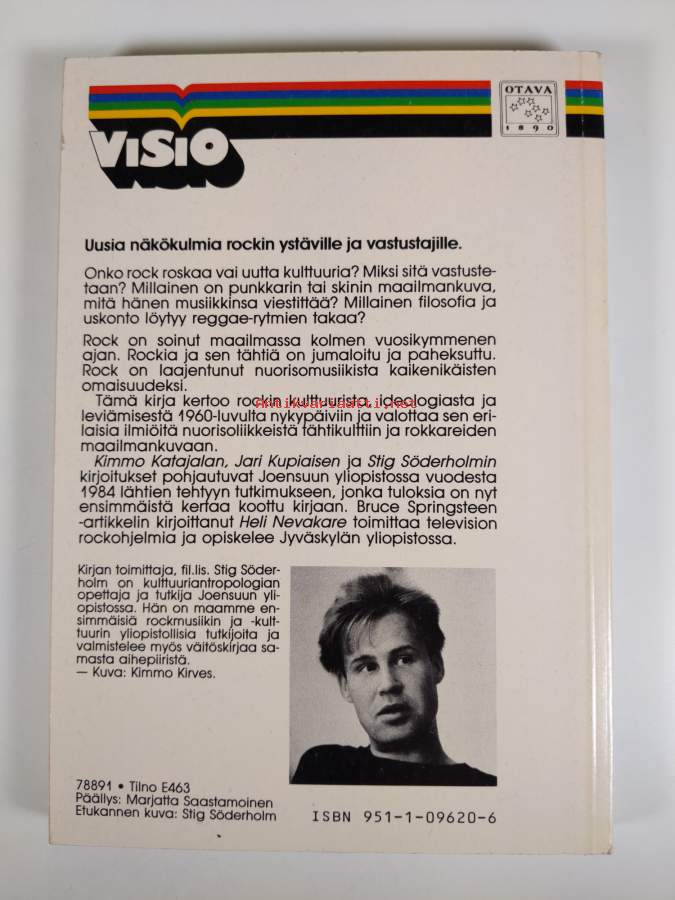 OTAVA
1890
VISIO
Uusia näkökulmia rockin ystäville ja vastustajille.
Onko rock roskaa vai uutta kulttuuria? Miksi sitä vastuste-
taan? Millainen on punkkarin tai skinin maailmankuva,
mitä hänen musiikkinsa viestittää? Millainen filosofia ja
uskonto löytyy reggae-rytmien takaa?
Rock on soinut maailmassa kolmen vuosikymmenen
ajan. Rockia ja sen tähtiä on jumaloitu ja paheksuttu.
Rock on laajentunut nuorisomusiikista kaikenikäisten
omaisuudeksi.
Tämä kirja kertoo rockin kulttuurista, ideologiasta ja
Antikvariaatti.net
leviämisestä 1960-luvulta nykypäiviin ja valottaa sen eri-
laisia ilmiöitä nuorisoliikkeistä tähtikulttiin ja rokkareiden
maailmankuvaan.
Kimmo Katajalan, Jari Kupiaisen ja Stig Söderholmin
kirjoitukset pohjautuvat Joensuun yliopistossa vuodesta
1984 lähtien tehtyyn tutkimukseen, jonka tuloksia on nyt
ensimmäistä kertaa koottu kirjaan. Bruce Springsteen
-artikkelin kirjoittanut Heli Nevakare toimittaa television
rockohjelmia ja opiskelee Jyväskylän yliopistossa.
Kirjan toimittaja, fil.lis. Stig Söder-
holm on kulttuuriantropologian
opettaja ja tutkija Joensuun yli-
opistossa. Hän on maamme en-
simmäisiä rockmusiikin ja -kult-
tuurin yliopistollisia tutkijoita ja
valmistelee myös väitöskirjaa sa-
masta aihepiiristä.
— Kuva: Kimmo Kirves.
78891 • Tilno E463
Päällys: Marjatta Saastamoinen
Etukannen kuva: Stig Söderholm
ISBN 951-1-09620-6